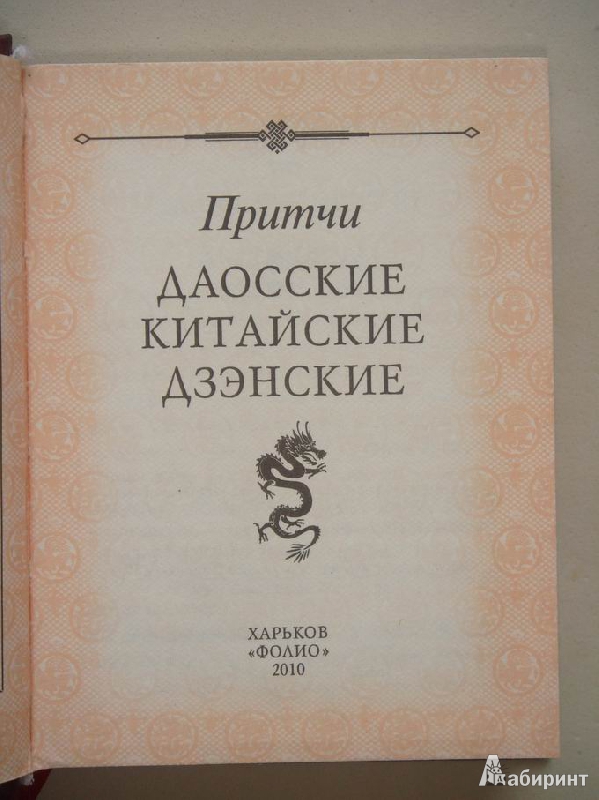 Притчи
ДАОССКИЕ
КИТАЙСКИЕ
ДЗЭНСКИЕ
ХАРЬКОВ
«ФОЛИО»
2010
Лабиринт